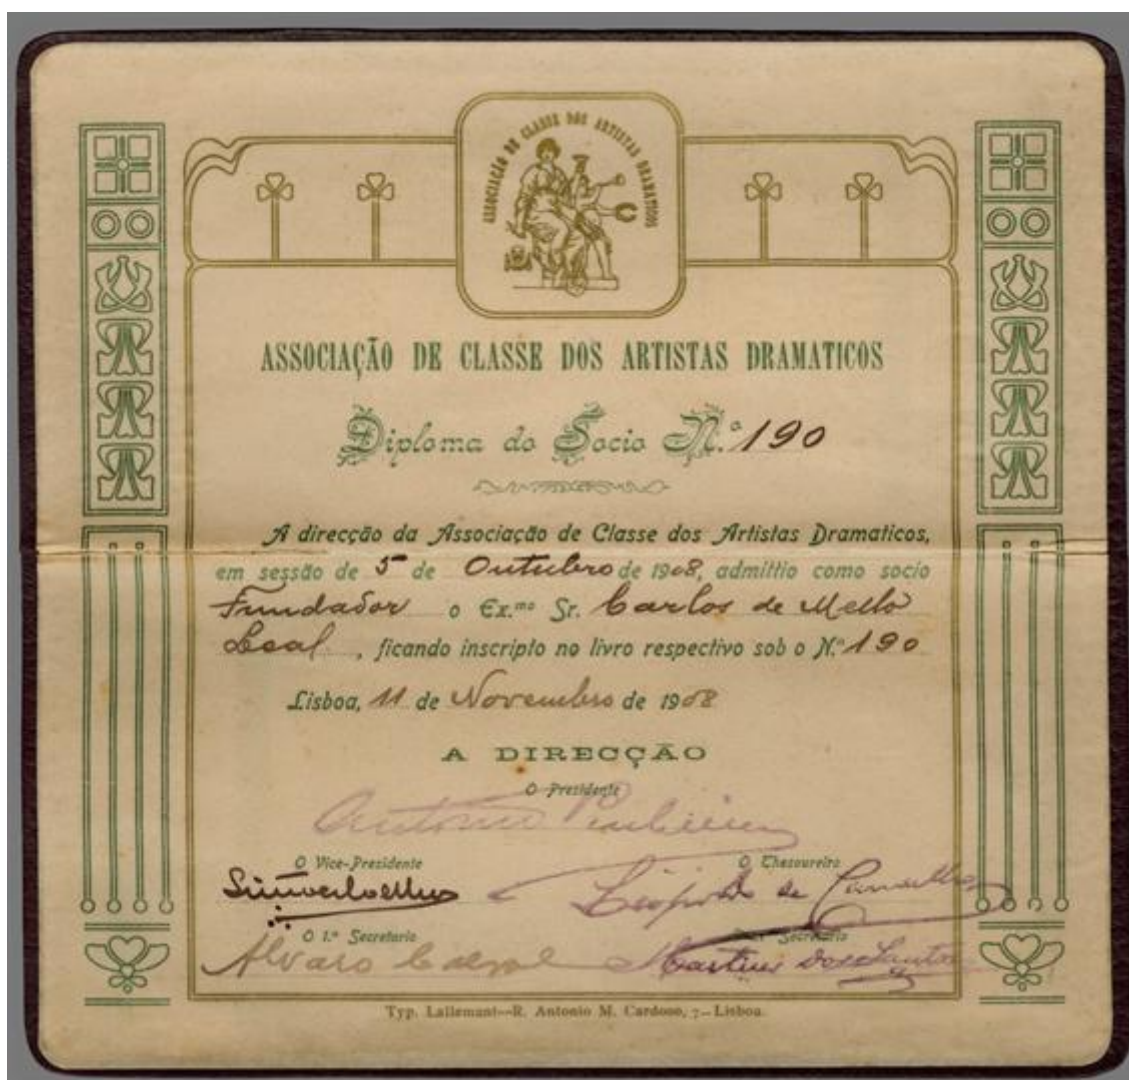 ASSOCIAÇÃO DE CLASSE DOS ARTISTAS DRAMATICOS
ASSOCIAÇÃO DE CLASSE DOS ARTISTAS DRAMATICOS
Diploma do Socio N.º 190
A direcção da Associação de Classe dos Artistas Dramaticos,
em sessão de 5 de Outubro de 1908, admittio como socio
Fundador o Ex.mo Sr. Carlos de Mello
Leal, ficando inscripto no livro respectivo sob o N.º 190
Lisboa, 11 de Novembro de 1908
A DIRECÇÃO
O Presidente
Antonio Pinheiro
O Vice-Presidente
O Thesoureiro
Leopoldo de Carvalho
O 1.º Secretario
Secretario
Alvaro Cabral
Martins dos Santos
Typ. Lallemant—R. Antonio M. Cardoso, 7—Lisboa.